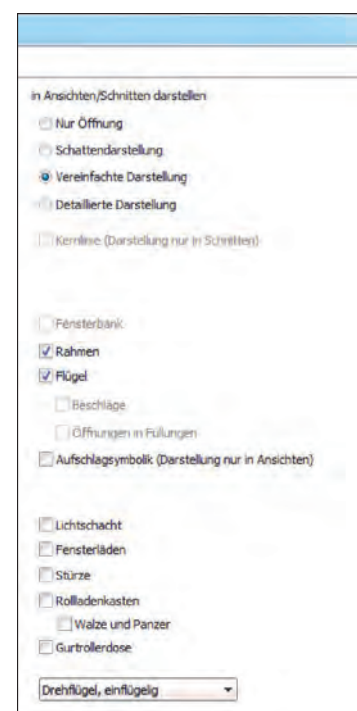 in Ansichten/Schnitten darstellen
Nur Öffnung
Schattendarstellung
Vereinfachte Darstellung
Detaillierte Darstellung
Kernlinie (Darstellung nur in Schnitten)
Fensterbank
Rahmen
Flügel
Beschläge
Öffnungen in Füllungen
Aufschlagsymbolik (Darstellung nur in Ansichten)
Lichtschacht
Fensterläden
Stürze
Rollladenkasten
Walze und Panzer
Gurtrollerdose
Drehflügel, einflügelig